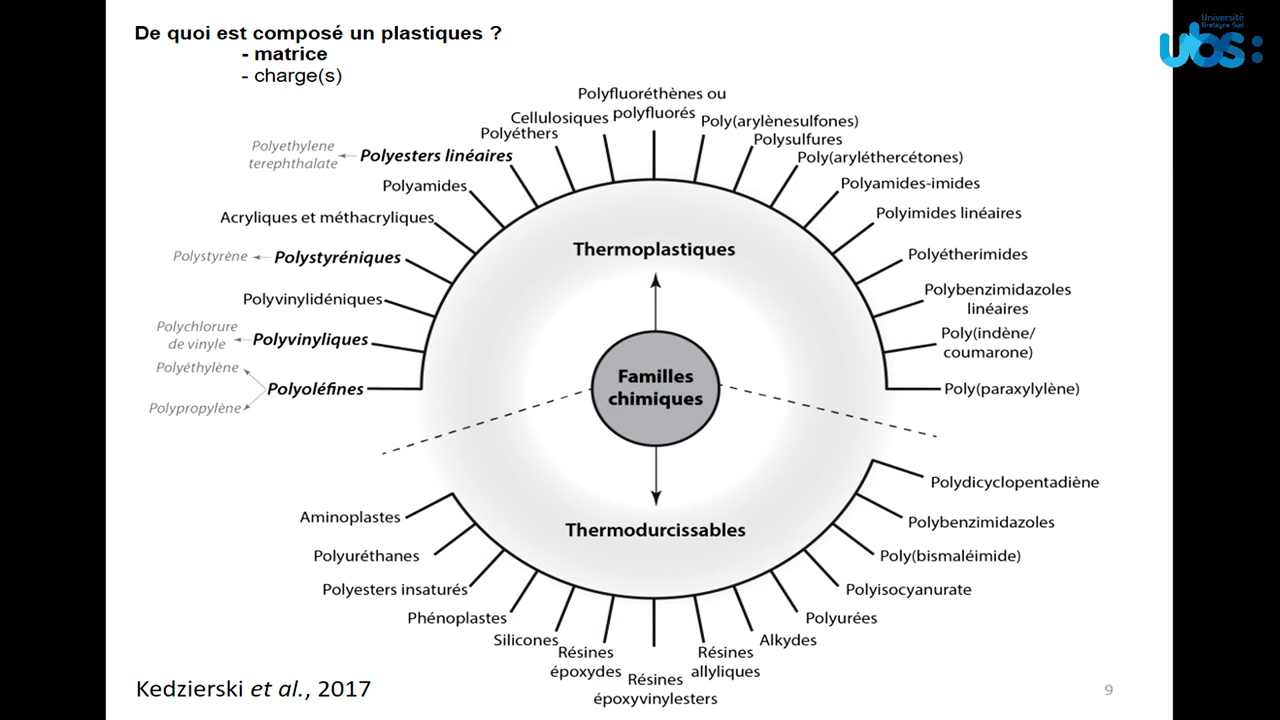 De quoi est composé un plastiques ?
- matrice
- charge(s)
Université
Bretagne Sud
ubs:
Polyfluoréthènes ou
polyfluorés
Cellulosiques
Polyéthers
Polyesters linéaires
Polyethylene
terephthalate
Polyamides
Acryliques et méthacryliques
Polystyréniques
Polystyrène
Polyvinylidéniques
Polyvinyliques
Polychlorure
de vinyle
Polyoléfines
Polyéthylène
Polypropylène
Poly(arylènesulfones)
Polysulfures
Poly(aryléthercétones)
Polyamides-imides
Polyimides linéaires
Polyétherimides
Polybenzimidazoles
linéaires
Poly(indène/
coumarone)
Poly(paraxylylène)
Thermoplastiques
Familles
chimiques
Thermodurcissables
Aminoplastes
Polyuréthanes
Polyesters insaturés
Phénoplastes
Silicones
Résines
époxydes
Résines
époxyvinylesters
Résines
allyliques
Alkydes
Polyurées
Polyisocyanurate
Poly(bismaléimide)
Polybenzimidazoles
Polydicyclopentadiène
Kedzierski et al., 2017
9